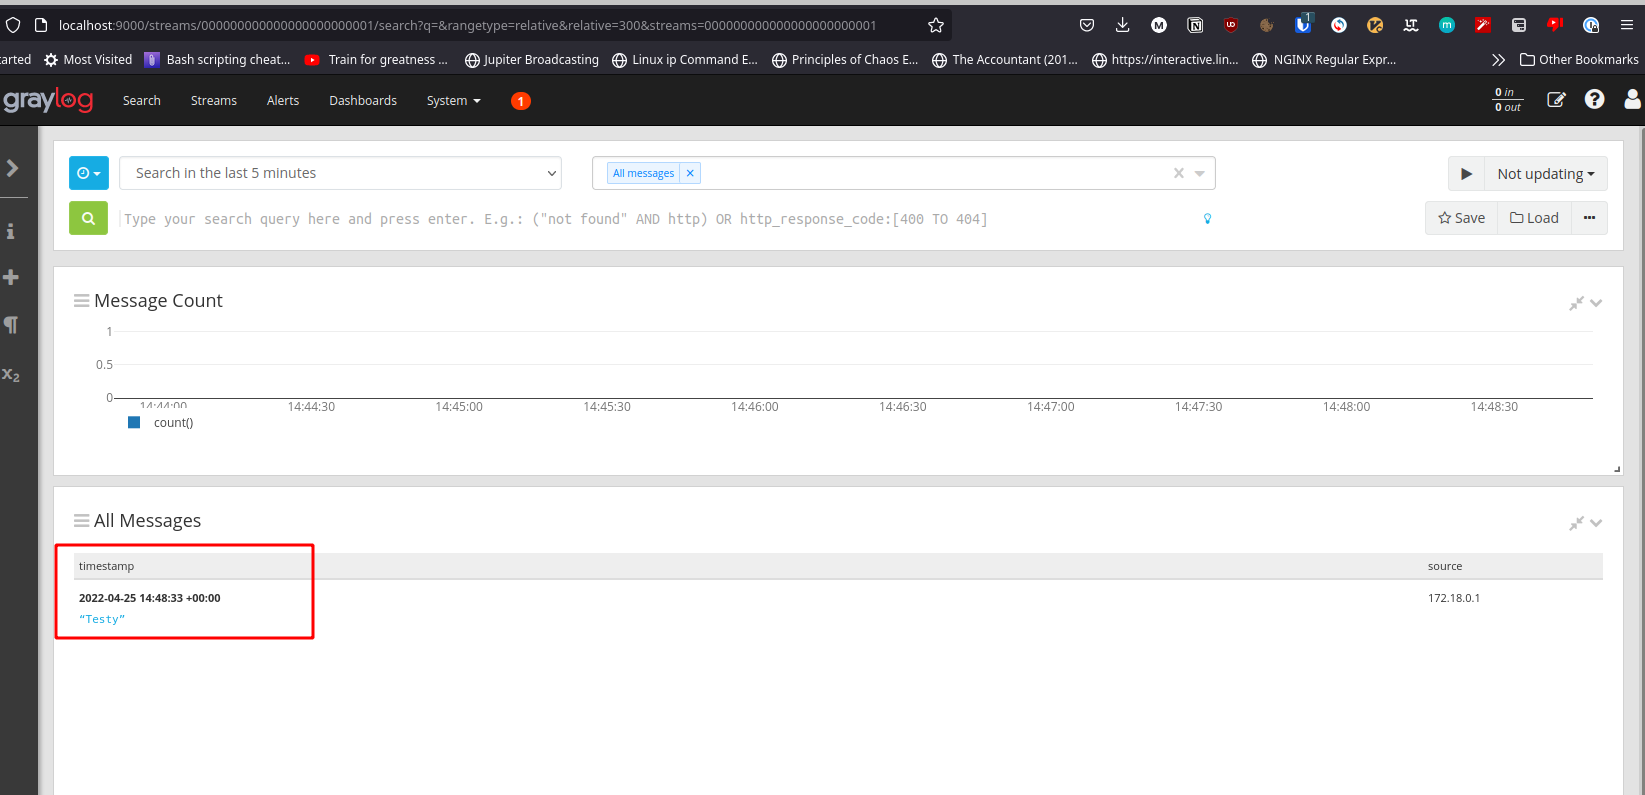 localhost:9000/streams/000000000000000000000001/search?q=&rangetype=relative&relative=300&streams=000000000000000000000001
arted Most Visited Bash scripting cheat... Train for greatness ... Jupiter Broadcasting Linux ip Command E... Principles of Chaos E... The Accountant (201... https://interactive.lin... NGINX Regular Expr... Other Bookmarks
graylog Search Streams Alerts Dashboards System 1 0 in
0 out
Search in the last 5 minutes All messages × Not updating
Type your search query here and press enter. E.g.: ("not found" AND http) OR http_response_code:[400 TO 404] Save Load ...
Message Count
1
0.5
0
14:44:00 14:44:30 14:45:00 14:45:30 14:46:00 14:46:30 14:47:00 14:47:30 14:48:00 14:48:30
count()
All Messages
timestamp source
2022-04-25 14:48:33 +00:00 172.18.0.1
“Testy”